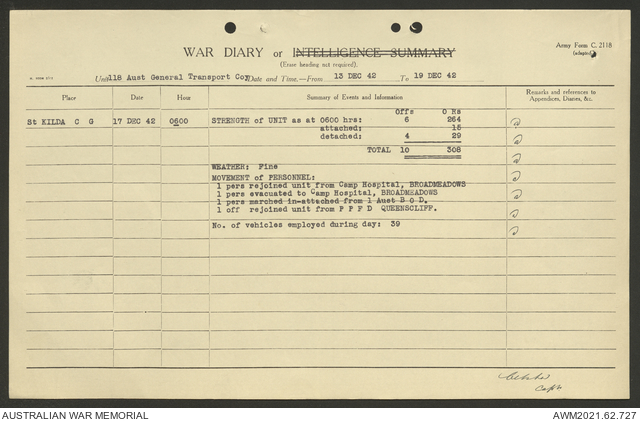 Army Form C. 2118
(adapted)
WAR DIARY or INTELLIGENCE SUMMARY
(Erase heading not required).
Unit 118 Aust General Transport Coy Date and Time.—From 13 DEC 42 To 19 DEC 42
Place Date Hour Summary of Events and Information Remarks and references to Appendices, Diaries, &c.
Offs O Rs
St KILDA C G 17 DEC 42 0600 STRENGTH of UNIT as at 0600 hrs: 6 264
attached: 15
detached: 4 29
TOTAL 10 308
WEATHER: Fine
MOVEMENT of PERSONNEL:
1 pers rejoined unit from Camp Hospital, BROADMEADOWS
1 pers evacuated to Camp Hospital, BROADMEADOWS
1 pers marched in-attached from 1 Aust B O D.
1 off rejoined unit from P P F D QUEENSCLIFF.
No. of vehicles employed during day: 39
Capt
AUSTRALIAN WAR MEMORIAL AWM2021.62.727